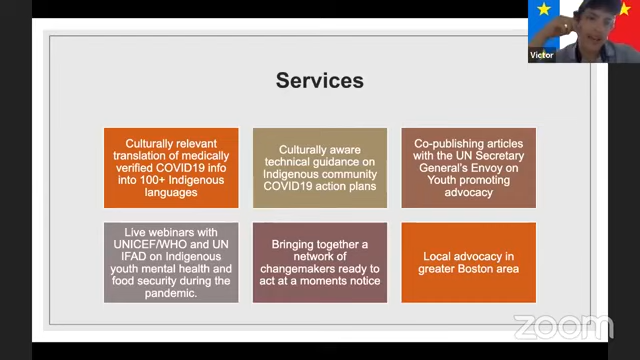 Victor
Services
Culturally relevant
translation of medically
verified COVID19 info
into 100+ Indigenous
languages
Culturally aware
technical guidance on
Indigenous community
COVID19 action plans
Co-publishing articles
with the UN Secretary
General's Envoy on
Youth promoting
advocacy
Live webinars with
UNICEF/WHO and UN
IFAD on Indigenous
youth mental health and
food security during the
pandemic.
Bringing together a
network of
changemakers ready to
act at a moments notice
Local advocacy in
greater Boston area
zoom